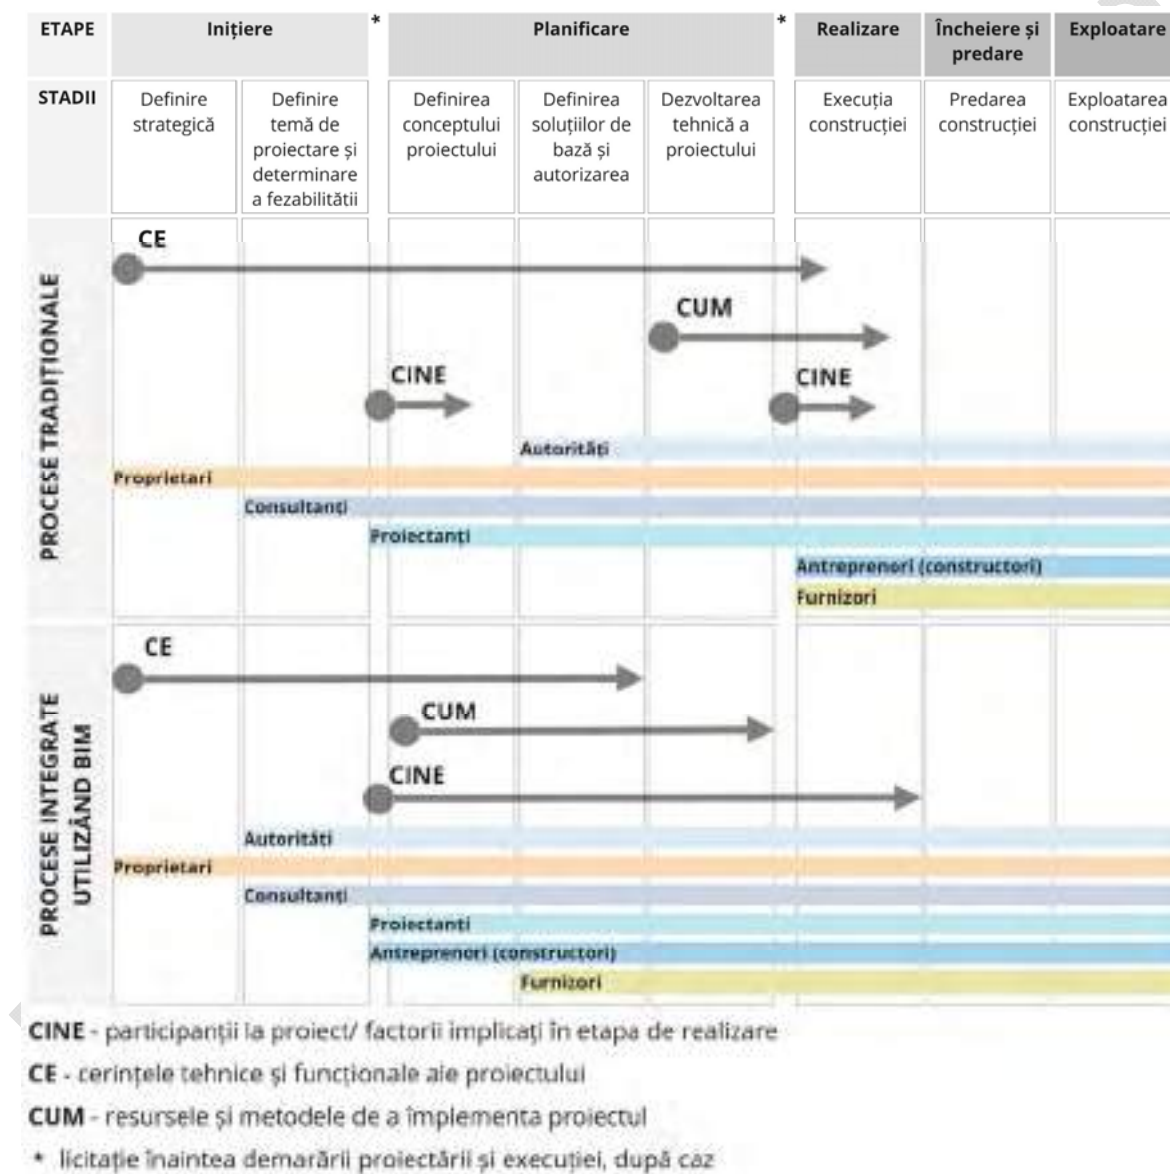 ETAPE
Inițiere
*
Planificare
*
Realizare
Încheiere și
predare
Exploatare
STADII
Definire
strategică
Definire
temă de
proiectare și
determinare
a fezabilitătii
Definirea
conceptului
proiectului
Definirea
soluțiilor de
bază și
autorizarea
Dezvoltarea
tehnică a
proiectului
Execuția
construcției
Predarea
construcției
Exploatarea
construcției
PROCESE TRADIȚIONALE
CE
CUM
CINE
CINE
Autorități
Proprietari
Consultanți
Proiectanți
Antreprenori (constructori)
Furnizori
PROCESE INTEGRATE
UTILIZÂND BIM
CE
CUM
CINE
Autorități
Proprietari
Consultanți
Proiectanți
Antreprenori (constructori)
Furnizori
CINE - participanții la proiect/ factorii implicați în etapa de realizare
CE - cerințele tehnice și funcționale ale proiectului
CUM - resursele și metodele de a implementa proiectul
* licitație înaintea demarării proiectării și execuției, după caz